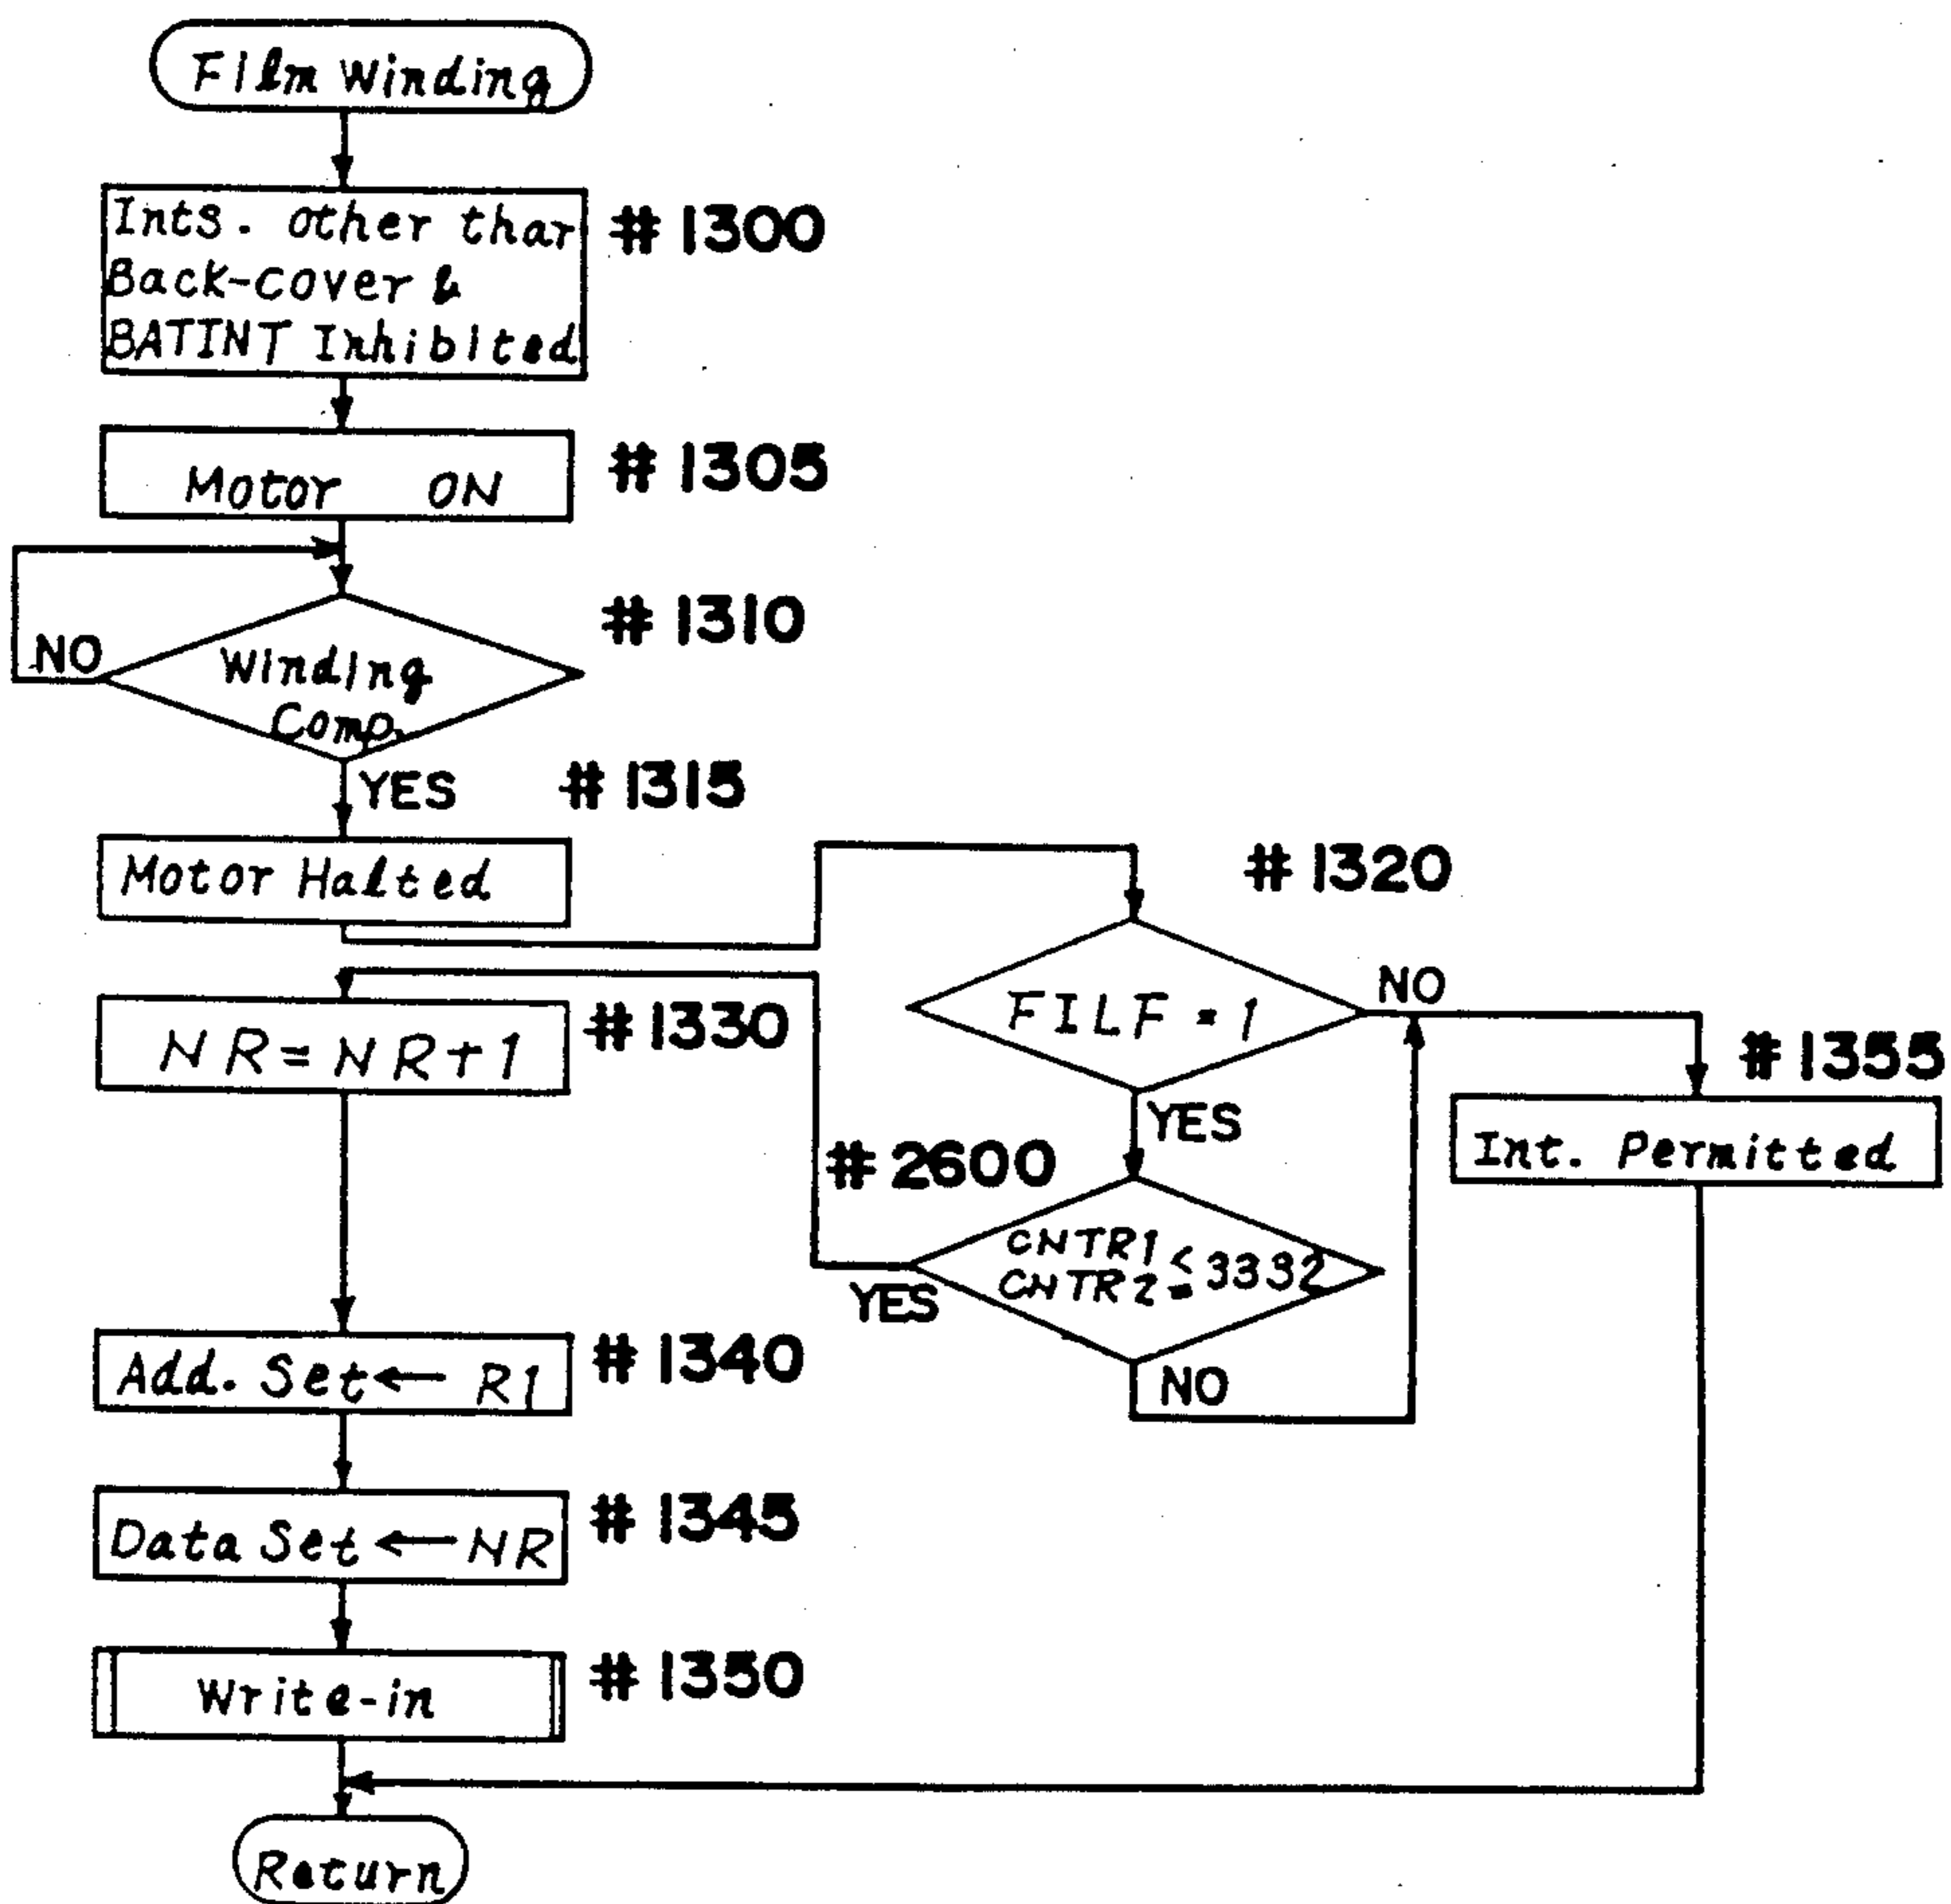 Film Winding
Ints. other than
Back-cover &
BATINT Inhibited
#1300
Motor ON
#1305
#1310
NO
Winding
Comp.
YES
#1315
Motor Halted
#1320
FILF = 1
NO
YES
#1330
NR = NR+1
#1355
Int. Permitted
#2600
CNTR1
CNTR2 ≤ 3332
YES
NO
Add. Set ← R1
#1340
Data Set ← NR
#1345
Write-in
#1350
Return